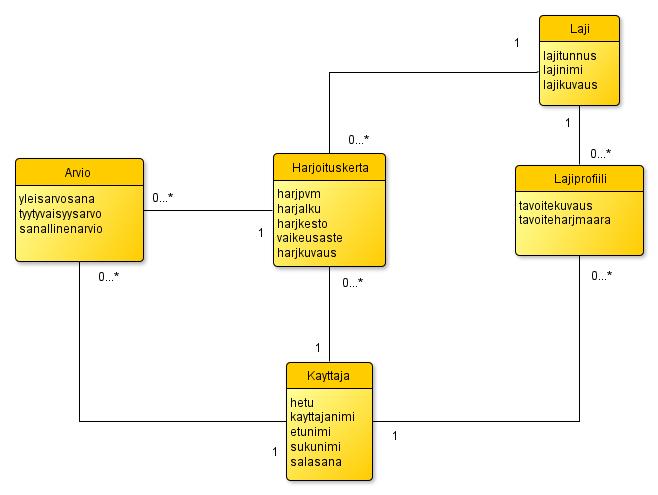 Laji
lajitunnus
lajinimi
lajikuvaus
1
0...*
1
0...*
Arvio
yleisarvosana
tyytyvaisyysarvo
sanallinenarvio
0...*
1
0...*
Harjoituskerta
harjpvm
harjalku
harjkesto
vaikeusaste
harjkuvaus
0...*
Lajiprofiili
tavoitekuvaus
tavoiteharjmaara
0...*
1
Kayttaja
hetu
kayttajanimi
etunimi
sukunimi
salasana
1
1